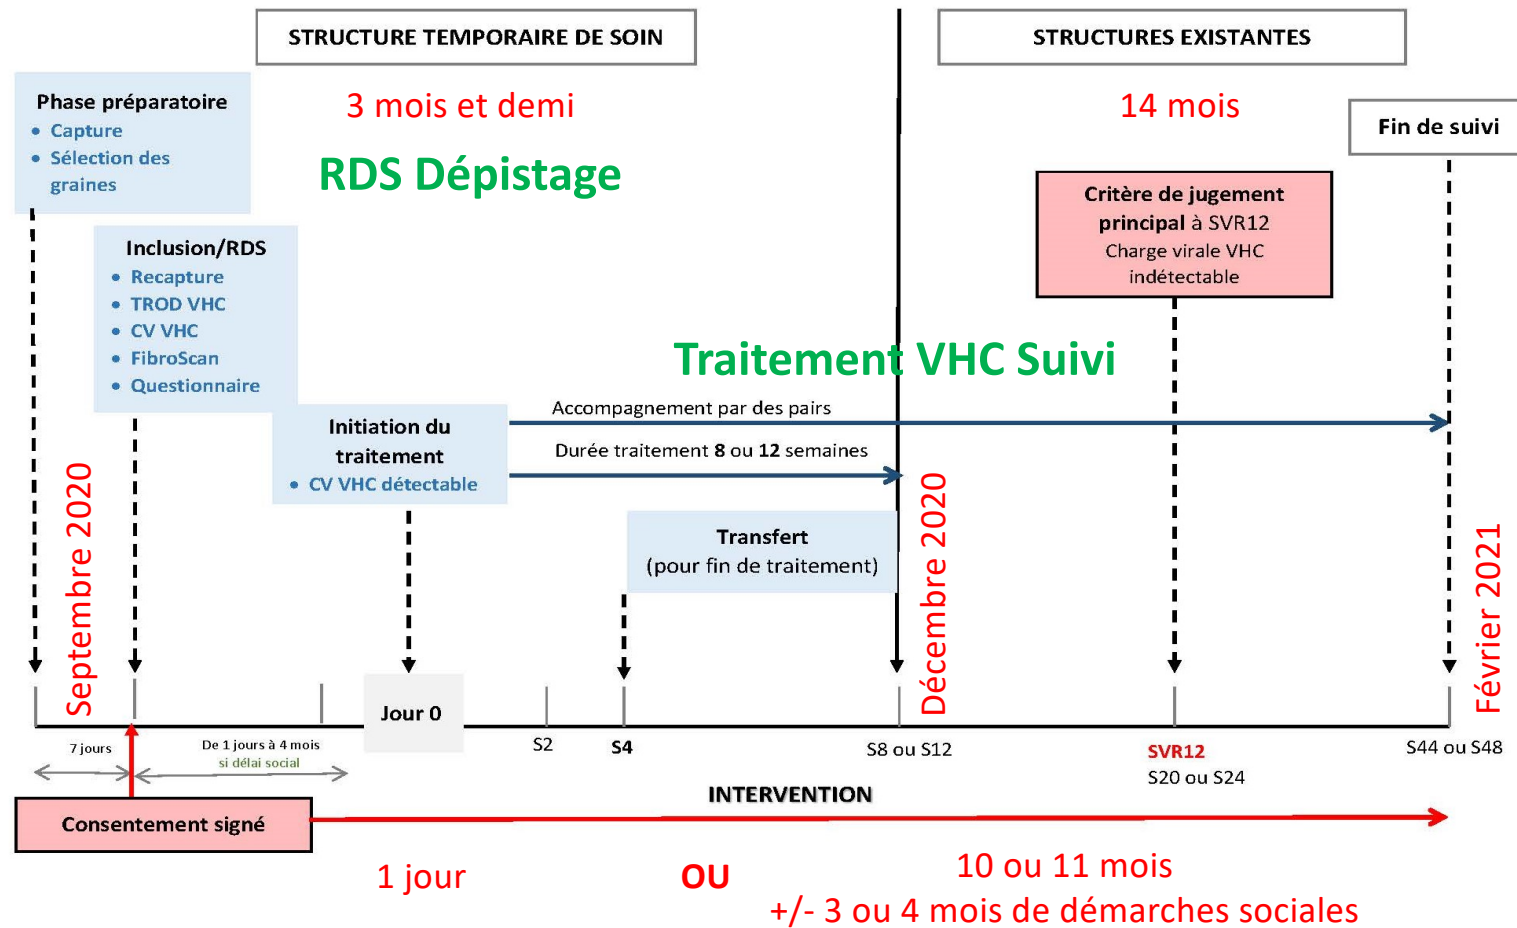 STRUCTURE TEMPORAIRE DE SOIN
STRUCTURES EXISTANTES
3 mois et demi
14 mois
Phase préparatoire
• Capture
• Sélection des
graines
Fin de suivi
RDS Dépistage
Critère de jugement
principal à SVR12
Charge virale VHC
indétectable
Inclusion/RDS
• Recapture
• TROD VHC
• CV VHC
• FibroScan
• Questionnaire
Traitement VHC Suivi
Accompagnement par des pairs
Initiation du
traitement
• CV VHC détectable
Durée traitement 8 ou 12 semaines
Transfert
(pour fin de traitement)
Septembre 2020
Décembre 2020
Février 2021
Jour 0
7 jours
De 1 jours à 4 mois
si délai social
S2
S4
S8 ou S12
SVR12
S20 ou S24
S44 ou S48
INTERVENTION
Consentement signé
1 jour
OU
10 ou 11 mois
+/- 3 ou 4 mois de démarches sociales